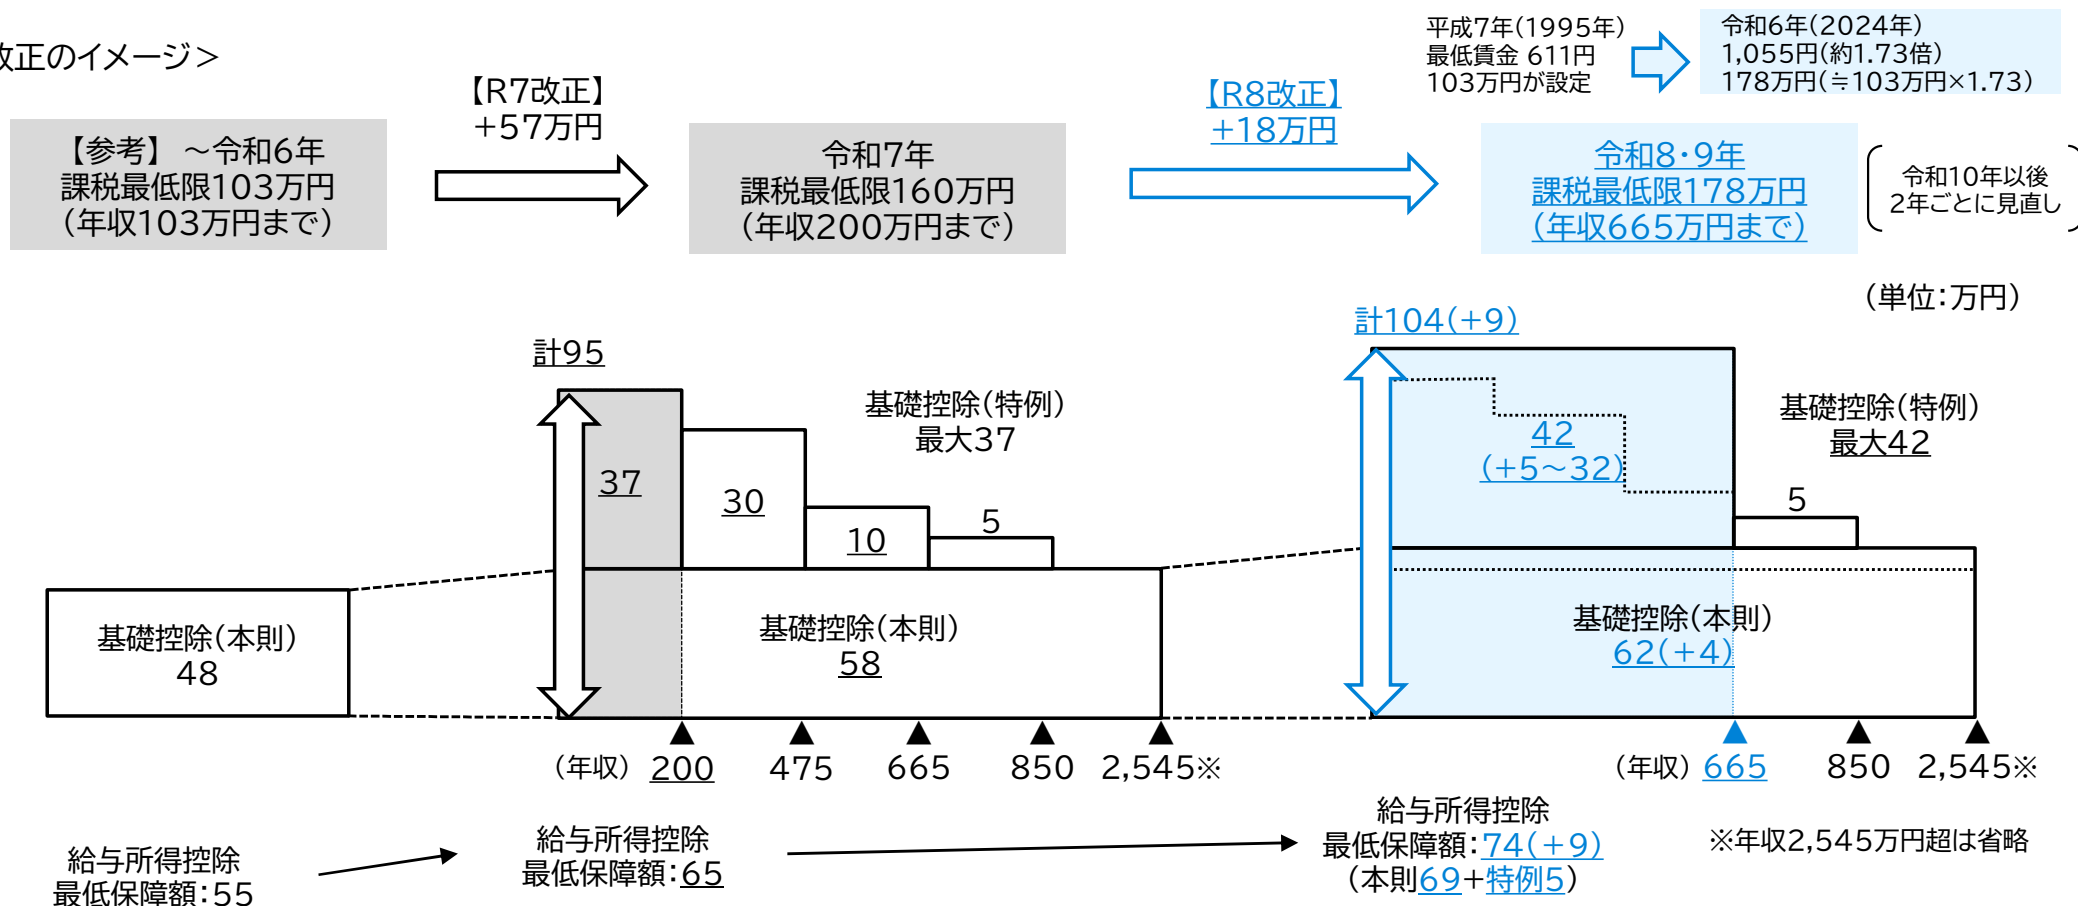 改正のイメージ＞
平成7年(1995年)
最低賃金 611円
103万円が設定
令和6年(2024年)
1,055円(約1.73倍)
178万円(≒103万円×1.73)
【R7改正】
+57万円
【R8改正】
+18万円
【参考】 ～令和6年
課税最低限103万円
（年収103万円まで）
令和7年
課税最低限160万円
（年収200万円まで）
令和8・9年
課税最低限178万円
（年収665万円まで）
令和10年以後
2年ごとに見直し
（単位：万円）
計95
基礎控除（特例）
最大37
37
30
10
5
計104(+9)
42
（+5～32）
基礎控除（特例）
最大42
5
基礎控除（本則）
48
基礎控除（本則）
58
基礎控除（本則）
62(+4)
（年収） 200 475 665 850 2,545※
（年収） 665 850 2,545※
給与所得控除
最低保障額：55
給与所得控除
最低保障額：65
給与所得控除
最低保障額：74(+9)
（本則69+特例5）
※年収2,545万円超は省略